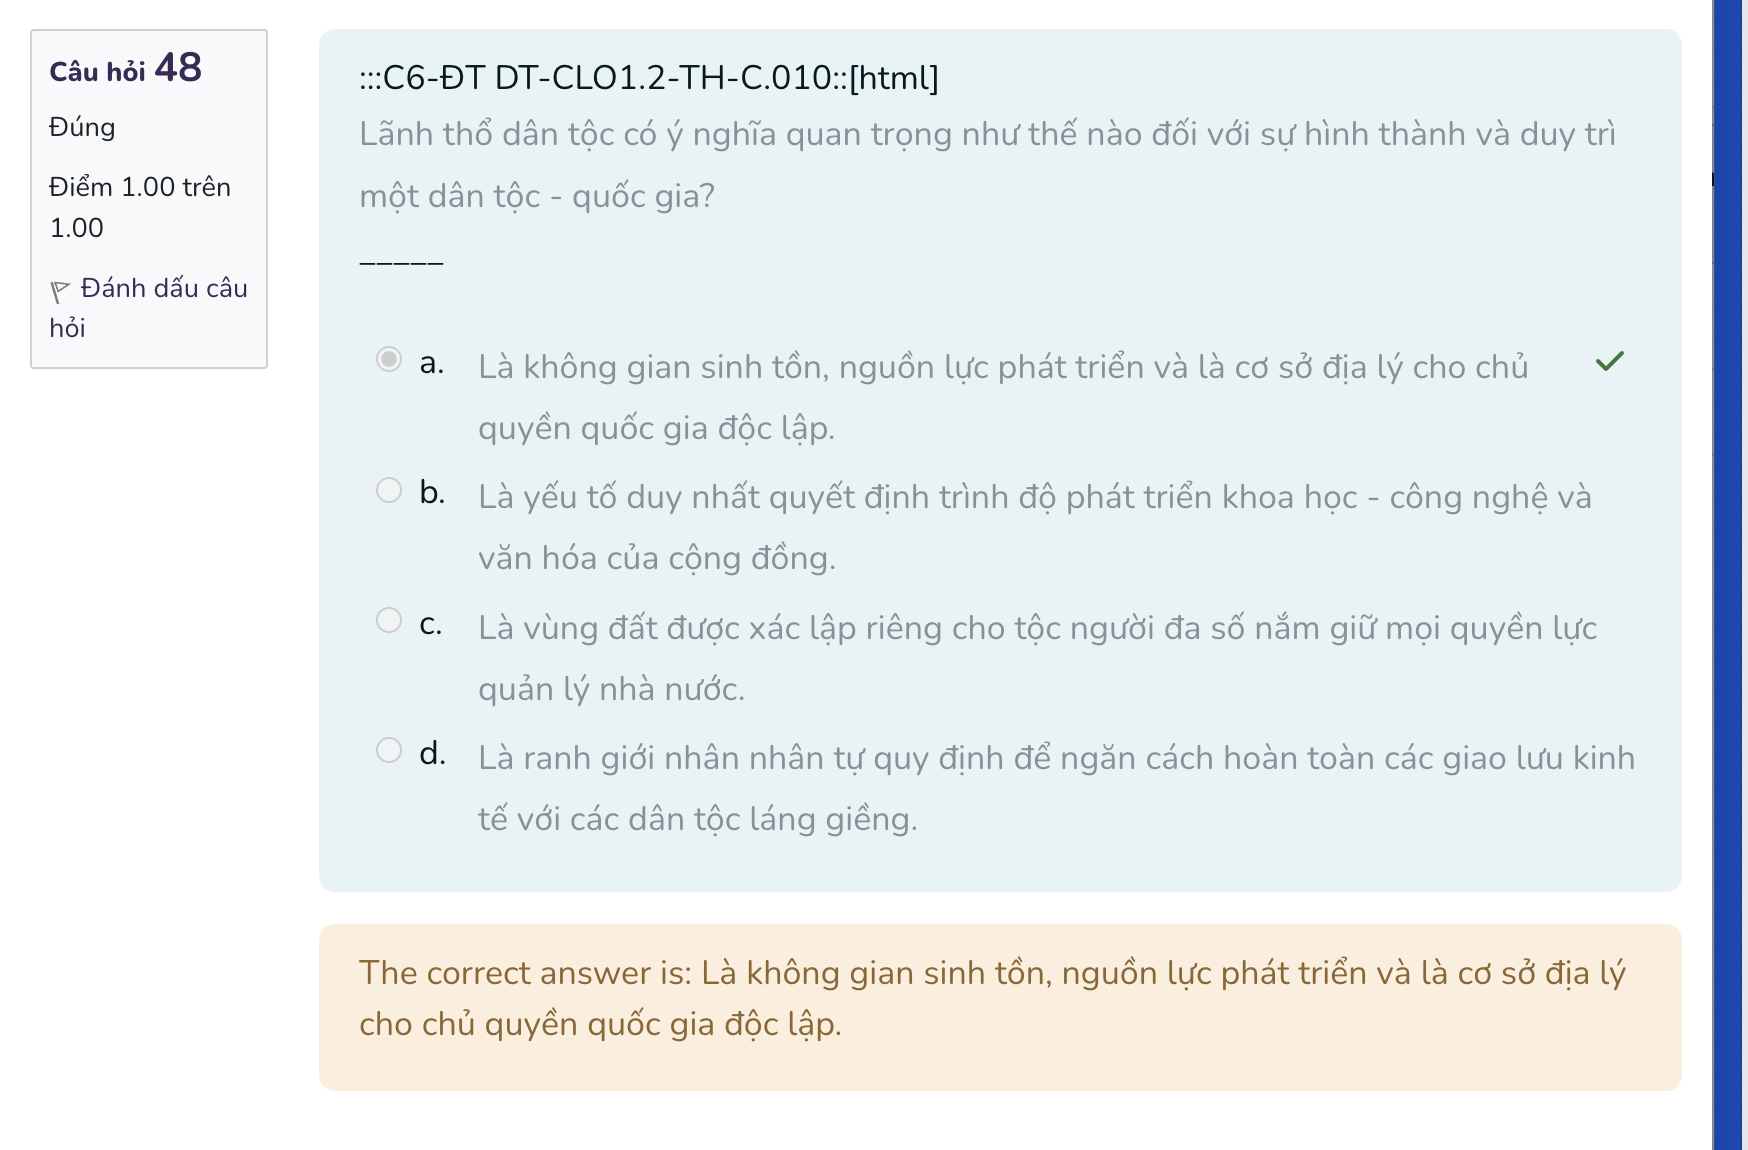 Câu hỏi 48
Đúng
Điểm 1.00 trên
1.00
Đánh dấu câu
hỏi
:::C6-ĐT DT-CLO1.2-TH-C.010::[html]
Lãnh thổ dân tộc có ý nghĩa quan trọng như thế nào đối với sự hình thành và duy trì
một dân tộc - quốc gia?
_____
a. Là không gian sinh tồn, nguồn lực phát triển và là cơ sở địa lý cho chủ
quyền quốc gia độc lập.
b. Là yếu tố duy nhất quyết định trình độ phát triển khoa học - công nghệ và
văn hóa của cộng đồng.
c. Là vùng đất được xác lập riêng cho tộc người đa số nắm giữ mọi quyền lực
quản lý nhà nước.
d. Là ranh giới nhân nhân tự quy định để ngăn cách hoàn toàn các giao lưu kinh
tế với các dân tộc láng giềng.
The correct answer is: Là không gian sinh tồn, nguồn lực phát triển và là cơ sở địa lý
cho chủ quyền quốc gia độc lập.